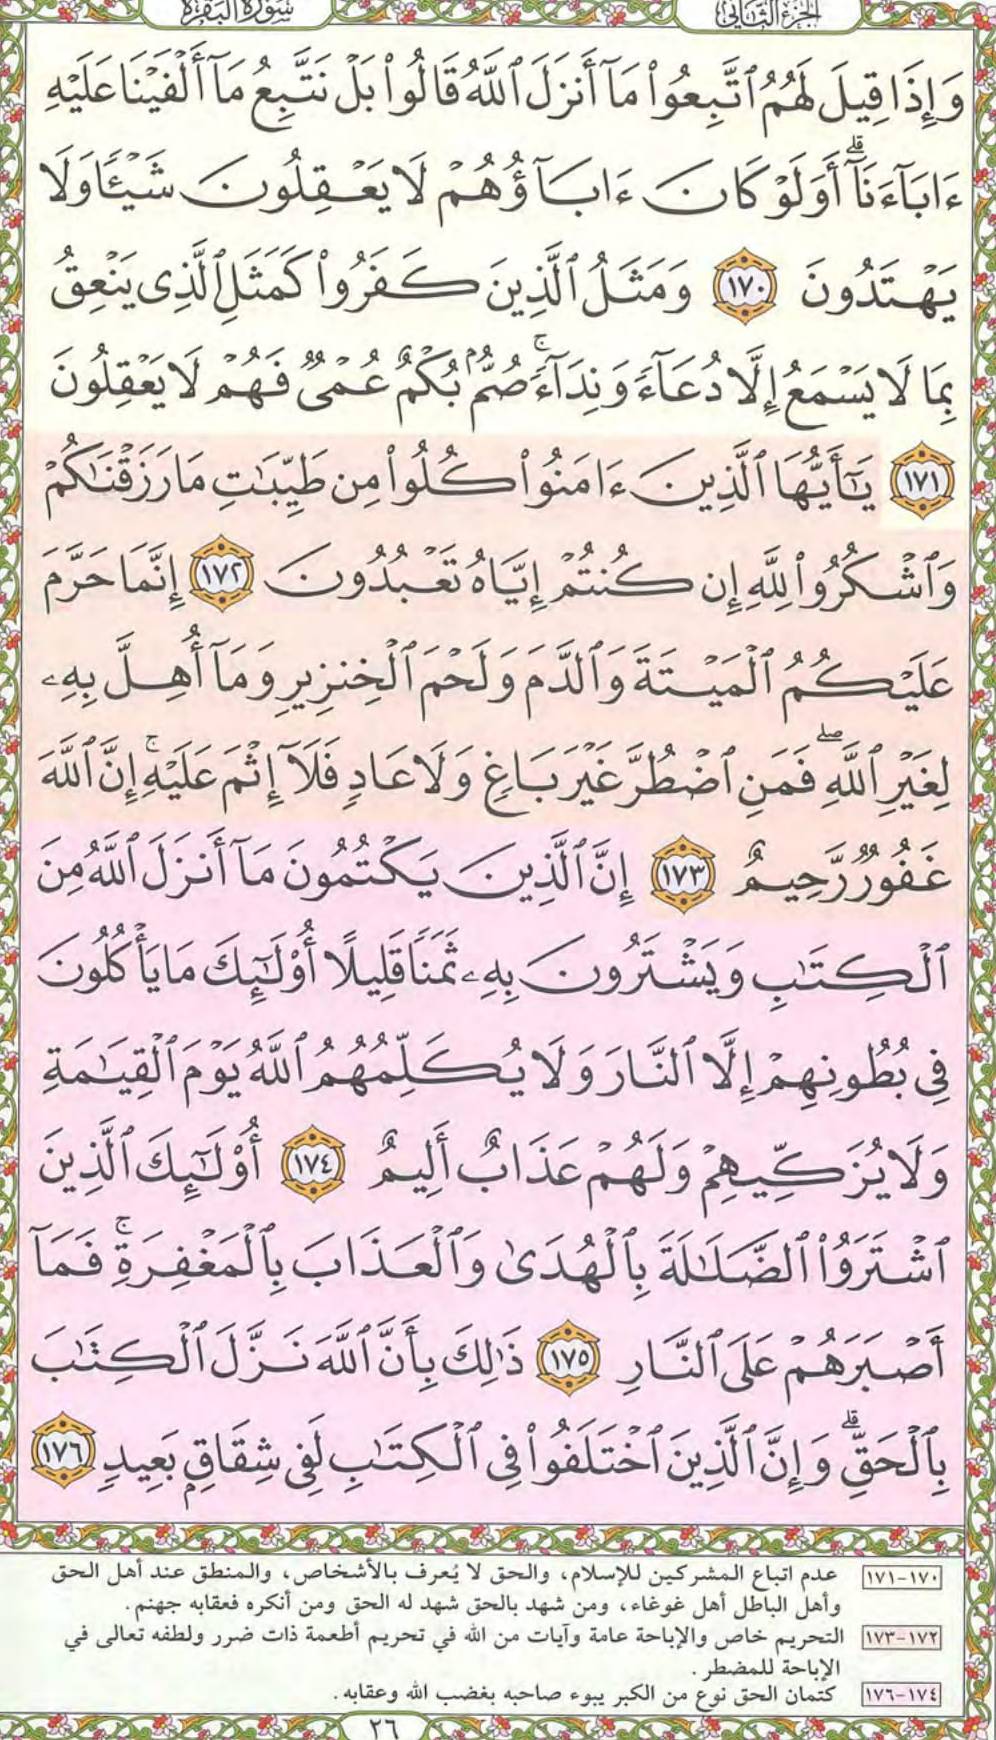 الجزء الثاني
سورة البقرة
وَإِذَا قِيلَ لَهُمُ ٱتَّبِعُوا۟ مَآ أَنزَلَ ٱللَّهُ قَالُوا۟ بَلْ نَتَّبِعُ مَآ أَلْفَيْنَا عَلَيْهِ
ءَابَآءَنَآ ۗ أَوَلَوْ كَانَ ءَابَآؤُهُمْ لَا يَعْقِلُونَ شَيْـًٔا وَلَا
يَهْتَدُونَ ١٧٠ وَمَثَلُ ٱلَّذِينَ كَفَرُوا۟ كَمَثَلِ ٱلَّذِى يَنْعِقُ
بِمَا لَا يَسْمَعُ إِلَّا دُعَآءً وَنِدَآءً ۚ صُمٌّۢ بُكْمٌ عُمْىٌ فَهُمْ لَا يَعْقِلُونَ
١٧١ يَـٰٓأَيُّهَا ٱلَّذِينَ ءَامَنُوا۟ كُلُوا۟ مِن طَيِّبَـٰتِ مَا رَزَقْنَـٰكُمْ
وَٱشْكُرُوا۟ لِلَّهِ إِن كُنتُمْ إِيَّاهُ تَعْبُدُونَ ١٧٢ إِنَّمَا حَرَّمَ
عَلَيْكُمُ ٱلْمَيْتَةَ وَٱلدَّمَ وَلَحْمَ ٱلْخِنزِيرِ وَمَآ أُهِلَّ بِهِۦ
لِغَيْرِ ٱللَّهِ ۖ فَمَنِ ٱضْطُرَّ غَيْرَ بَاغٍ وَلَا عَادٍ فَلَآ إِثْمَ عَلَيْهِ ۚ إِنَّ ٱللَّهَ
غَفُورٌ رَّحِيمٌ ١٧٣ إِنَّ ٱلَّذِينَ يَكْتُمُونَ مَآ أَنزَلَ ٱللَّهُ مِنَ
ٱلْكِتَـٰبِ وَيَشْتَرُونَ بِهِۦ ثَمَنًا قَلِيلًا أُو۟لَـٰٓئِكَ مَا يَأْكُلُونَ
فِى بُطُونِهِمْ إِلَّا ٱلنَّارَ وَلَا يُكَلِّمُهُمُ ٱللَّهُ يَوْمَ ٱلْقِيَـٰمَةِ
وَلَا يُزَكِّيهِمْ وَلَهُمْ عَذَابٌ أَلِيمٌ ١٧٤ أُو۟لَـٰٓئِكَ ٱلَّذِينَ
ٱشْتَرَوُا۟ ٱلضَّلَـٰلَةَ بِٱلْهُدَىٰ وَٱلْعَذَابَ بِٱلْمَغْفِرَةِ ۚ فَمَآ
أَصْبَرَهُمْ عَلَى ٱلنَّارِ ١٧٥ ذَٰلِكَ بِأَنَّ ٱللَّهَ نَزَّلَ ٱلْكِتَـٰبَ
بِٱلْحَقِّ ۗ وَإِنَّ ٱلَّذِينَ ٱخْتَلَفُوا۟ فِى ٱلْكِتَـٰبِ لَفِى شِقَاقٍۭ بَعِيدٍ ١٧٦
١٧٠-١٧١ عدم اتباع المشركين للإسلام، والحق لا يُعرف بالأشخاص، والمنطق عند أهل الحق
وأهل الباطل أهل غوغاء، ومن شهد بالحق شهد له الحق ومن أنكره فعقابه جهنم.
١٧٢-١٧٣ التحريم خاص والإباحة عامة وآيات من الله في تحريم أطعمة ذات ضرر ولطفه تعالى في
الإباحة للمضطر.
١٧٤-١٧٦ كتمان الحق نوع من الكبر يبوء صاحبه بغضب الله وعقابه.
٢٦